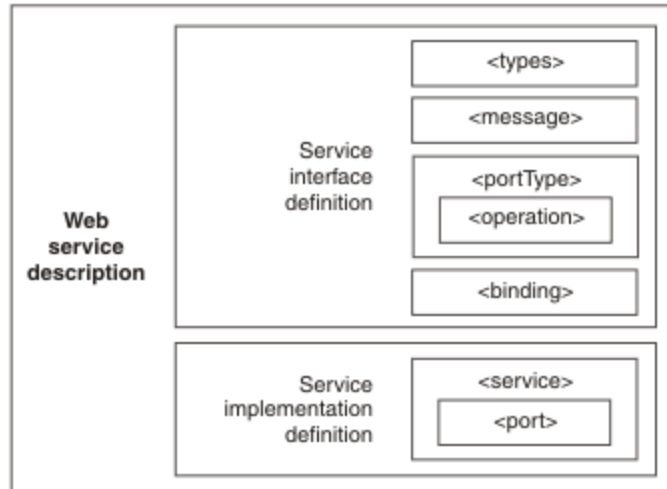 Web
service
description
Service
interface
definition
<types>
<message>
<portType>
<operation>
<binding>
Service
implementation
definition
<service>
<port>